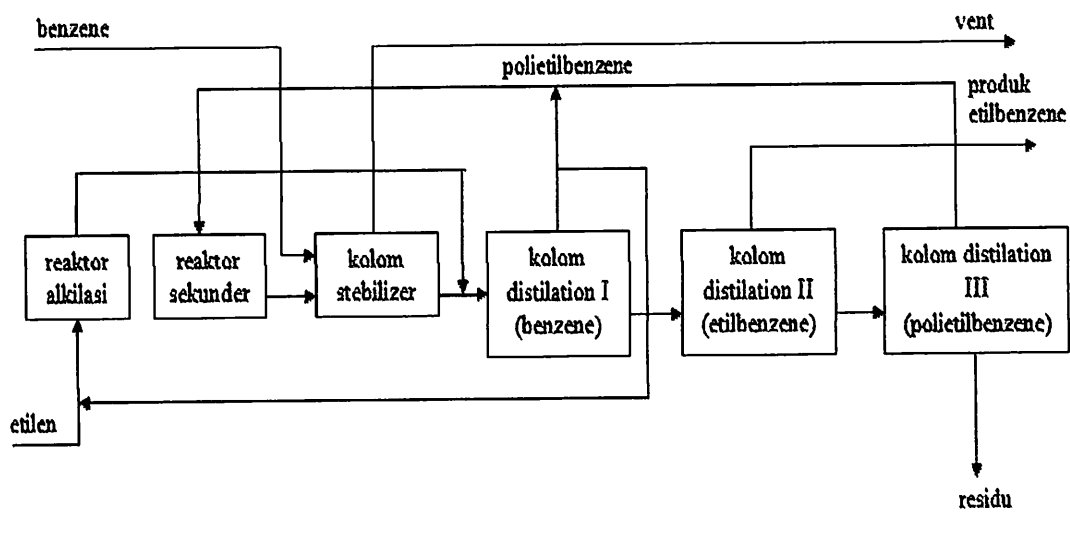 benzene
vent
polietilbenzene
produk
etilbenzene
reaktor
alkilasi
reaktor
sekunder
kolom
stebilizer
kolom
distilation I
(benzene)
kolom
distilation II
(etilbenzene)
kolom distilation
III
(polietilbenzene)
etilen
residu